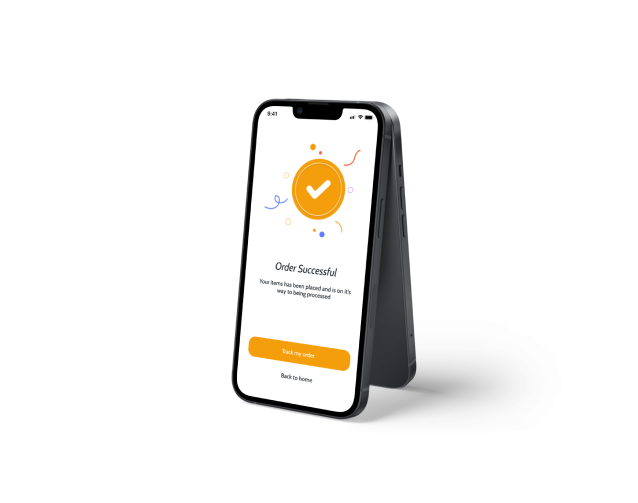 9:41
Order Successful
Your items has been placed and is on it's
way to being processed
Track my order
Back to home